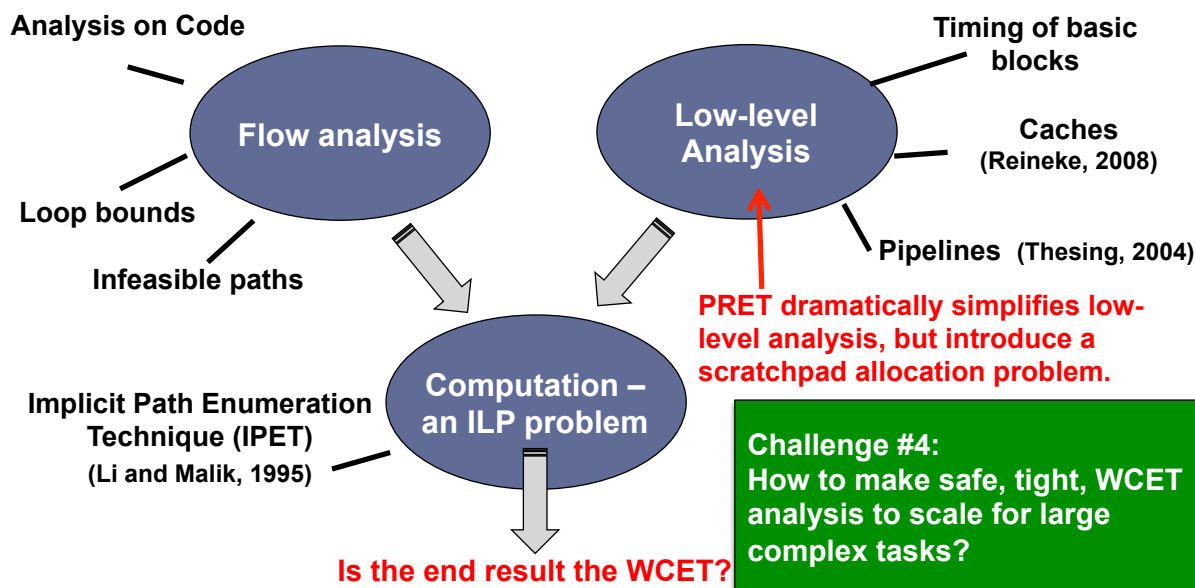 Analysis on Code
Flow analysis
Loop bounds
Infeasible paths
Timing of basic
blocks
Low-level
Analysis
Caches
(Reineke, 2008)
Pipelines (Thesing, 2004)
PRET dramatically simplifies low-
level analysis, but introduce a
scratchpad allocation problem.
Computation –
an ILP problem
Implicit Path Enumeration
Technique (IPET)
(Li and Malik, 1995)
Challenge #4:
How to make safe, tight, WCET
analysis to scale for large
complex tasks?
Is the end result the WCET?